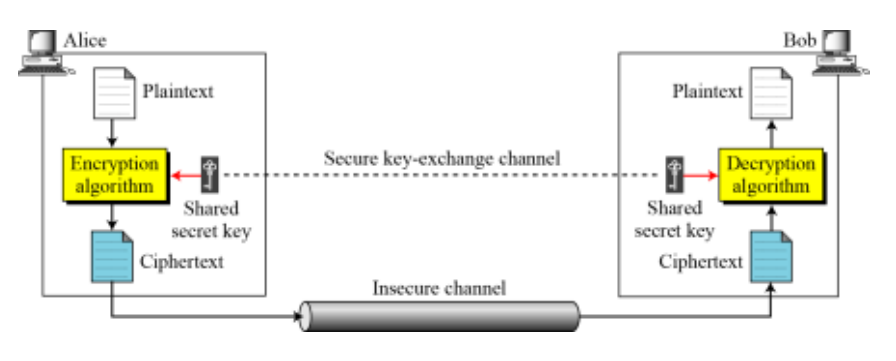 Alice
Bob
Plaintext
Plaintext
Encryption
algorithm
Secure key-exchange channel
Decryption
algorithm
Shared
secret key
Shared
secret key
Ciphertext
Ciphertext
Insecure channel